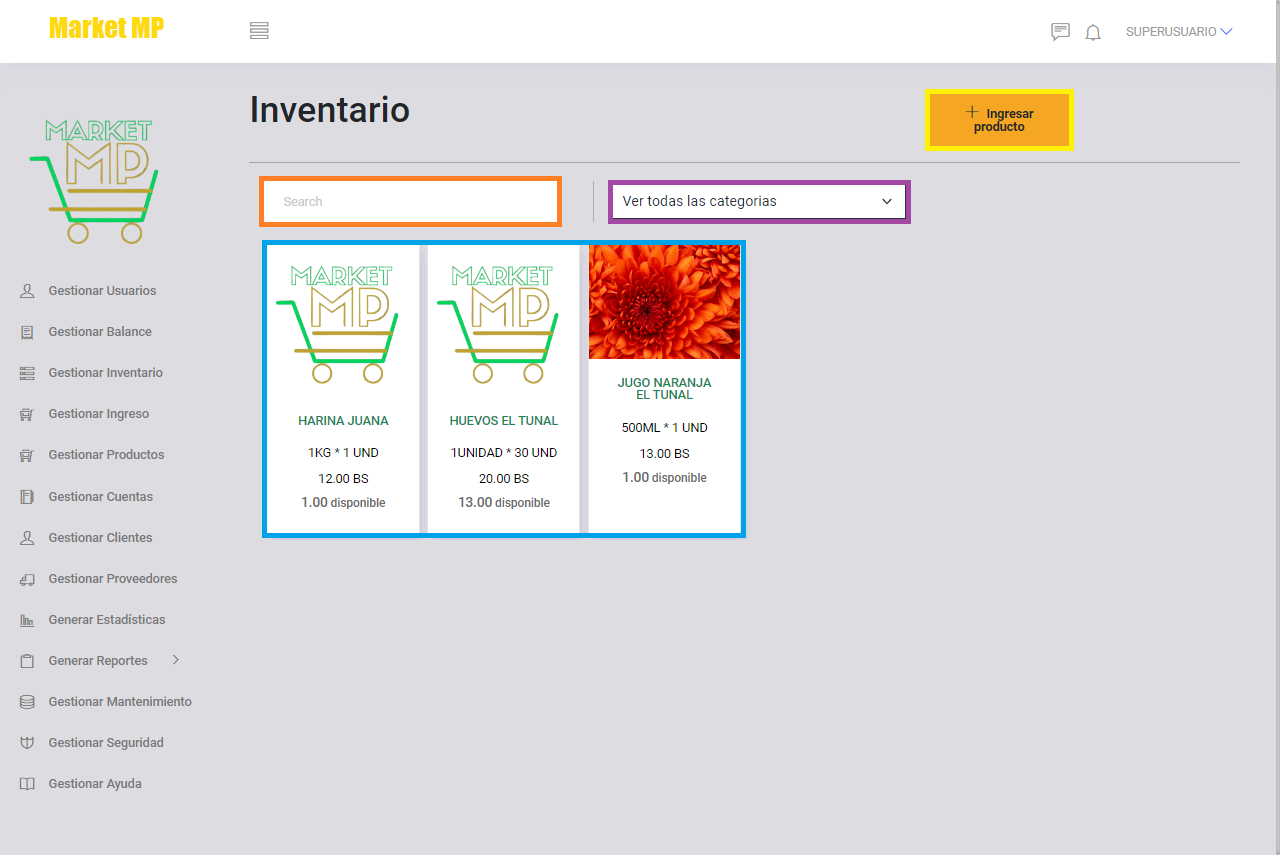 Market MP
SUPERUSUARIO
MARKET
MP
Gestionar Usuarios
Gestionar Balance
Gestionar Inventario
Gestionar Ingreso
Gestionar Productos
Gestionar Cuentas
Gestionar Clientes
Gestionar Proveedores
Generar Estadísticas
Generar Reportes
Gestionar Mantenimiento
Gestionar Seguridad
Gestionar Ayuda
Inventario
Ingresar
producto
Search
Ver todas las categorias
MARKET
MP
HARINA JUANA
1KG * 1 UND
12.00 BS
1.00 disponible
MARKET
MP
HUEVOS EL TUNAL
1UNIDAD * 30 UND
20.00 BS
13.00 disponible
JUGO NARANJA
EL TUNAL
500ML * 1 UND
13.00 BS
1.00 disponible